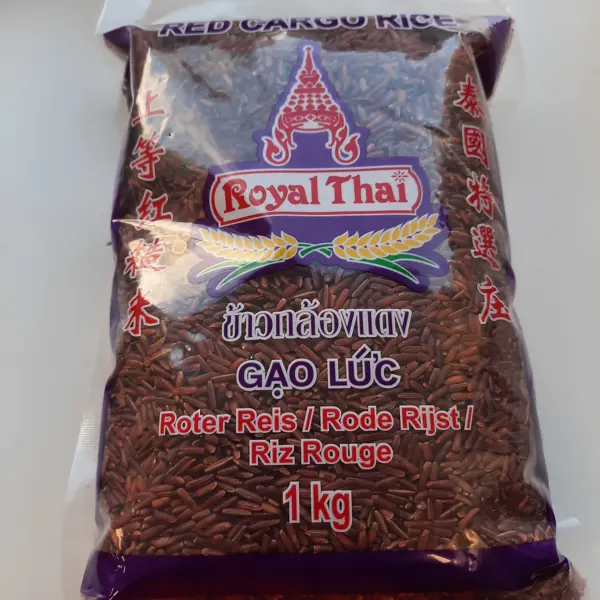 RED CARGO RICE
Royal Thai
上等紅糙米
泰國特選庄
ข้าวกล้องแดง
GẠO LỨC
Roter Reis / Rode Rijst /
Riz Rouge
1 kg